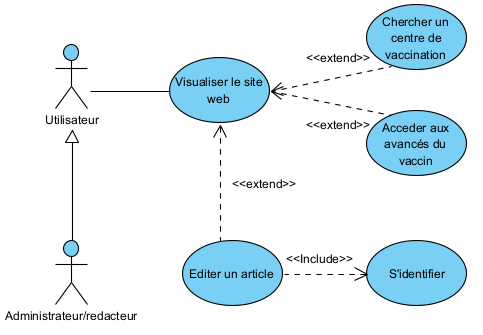 Chercher un
centre de
vaccination
<<extend>>
Visualiser le site
web
Utilisateur
<<extend>>
Acceder aux
avancés du
vaccin
<<extend>>
Editer un article
<<Include>>
S'identifier
Administrateur/redacteur